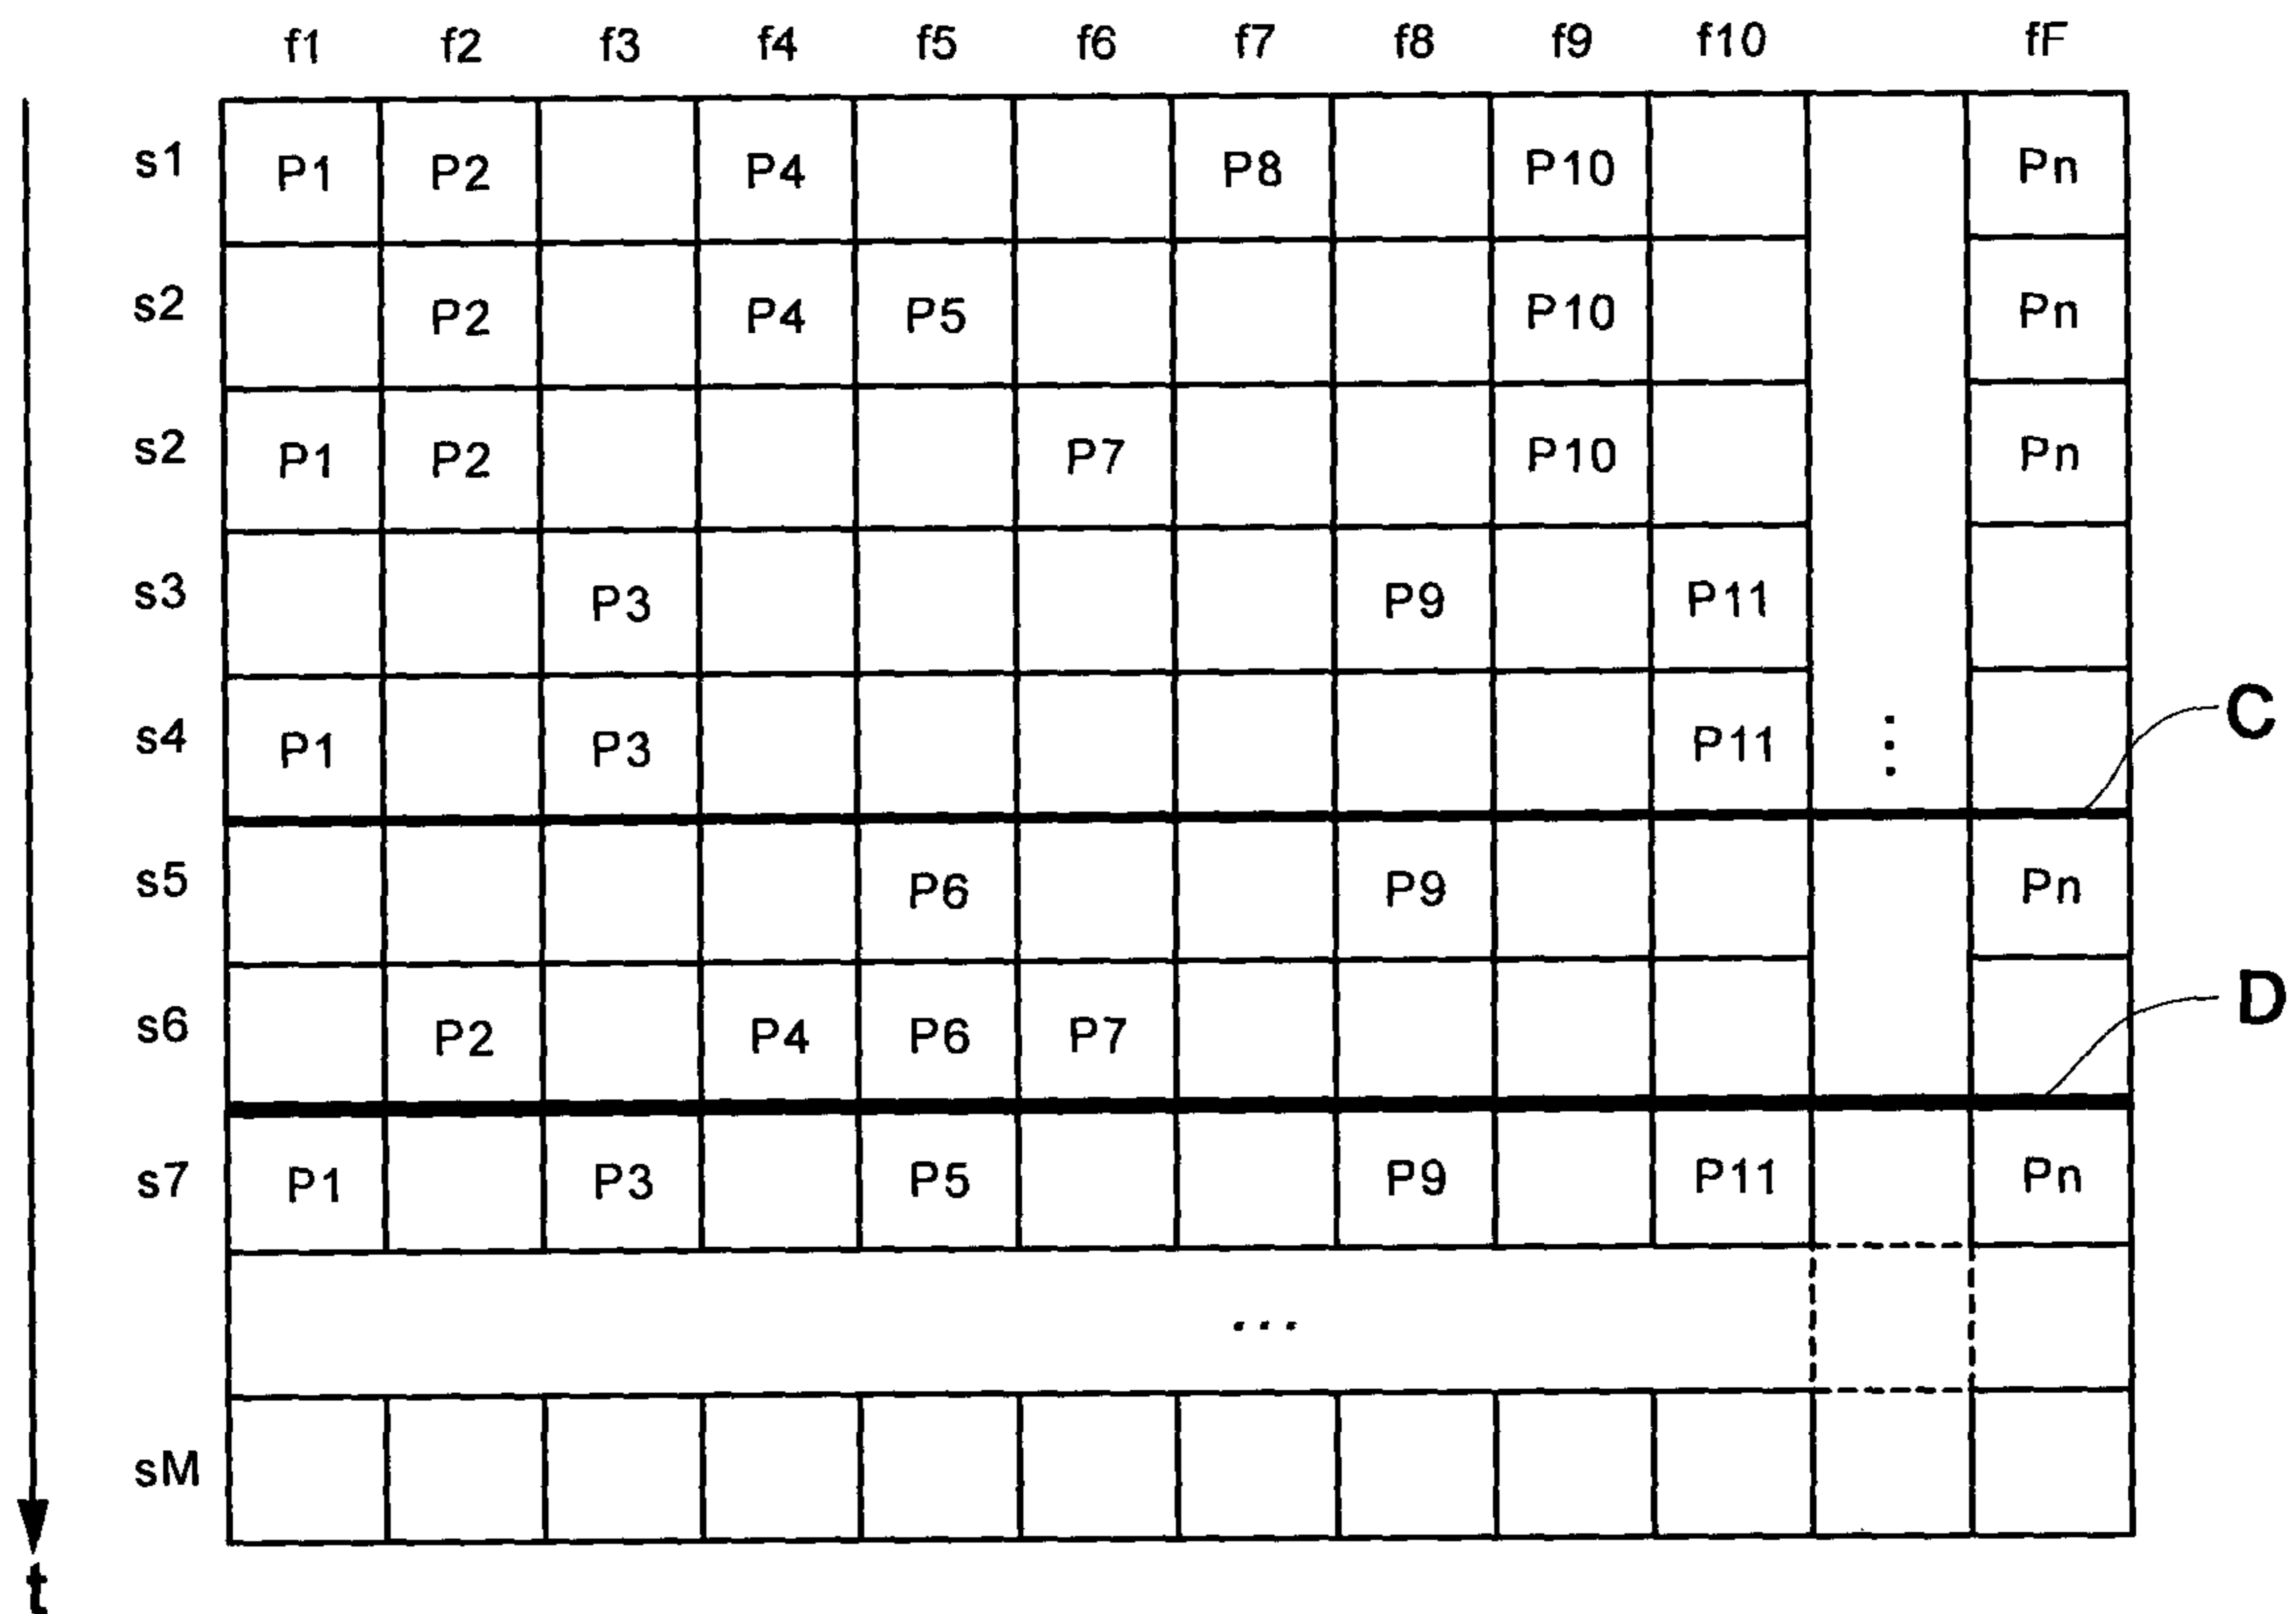 f1 f2 f3 f4 f5 f6 f7 f8 f9 f10 fF
s1 P1 P2 P4 P8 P10 Pn
s2 P2 P4 P5 P10 Pn
s2 P1 P2 P7 P10 Pn
s3 P3 P9 P11
s4 P1 P3 P11 ⋮
C
s5 P6 P9 Pn
s6 P2 P4 P6 P7
D
s7 P1 P3 P5 P9 P11 Pn
...
sM
t